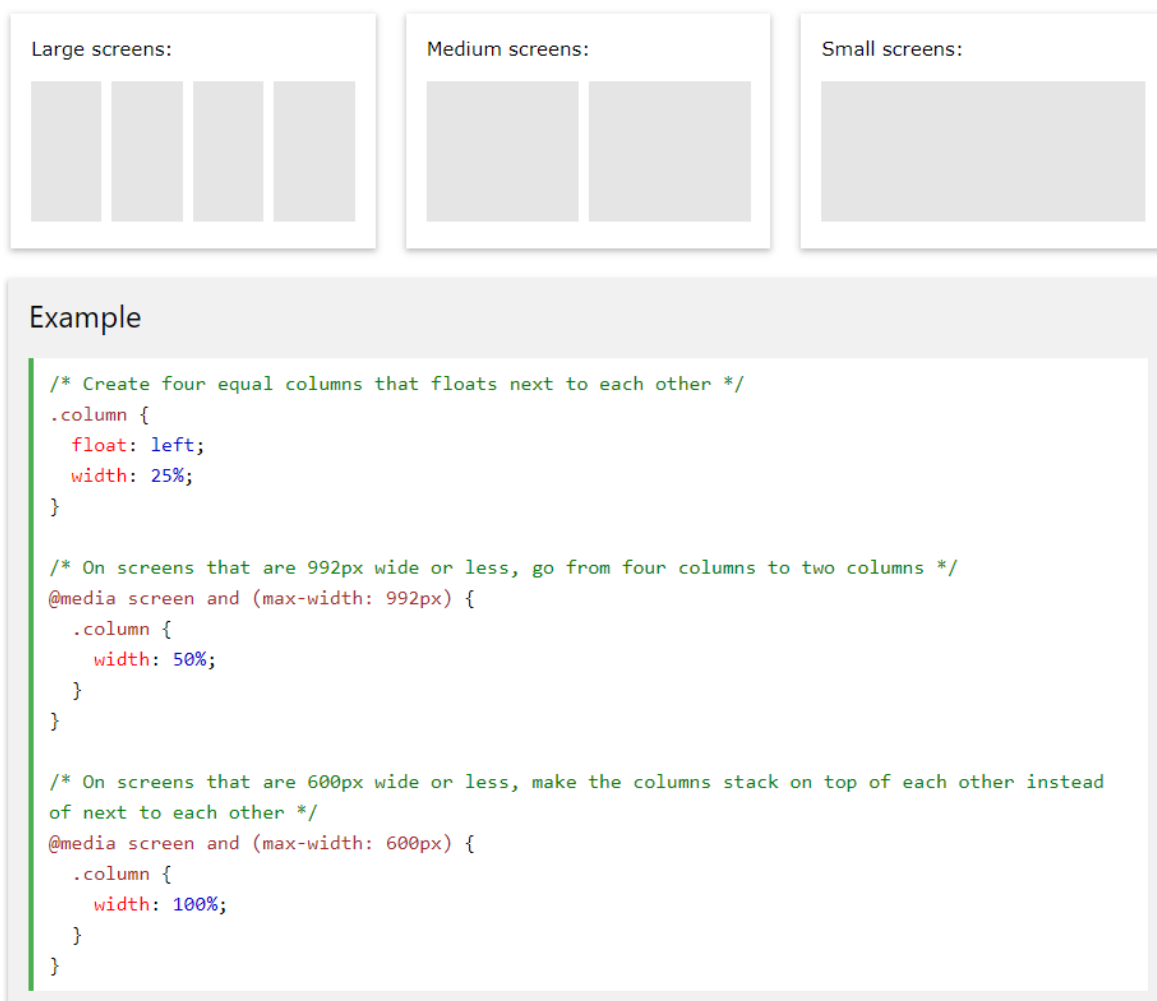 Large screens:
Medium screens:
Small screens:
Example
/* Create four equal columns that floats next to each other */
.column {
  float: left;
  width: 25%;
}
/* On screens that are 992px wide or less, go from four columns to two columns */
@media screen and (max-width: 992px) {
  .column {
    width: 50%;
  }
}
/* On screens that are 600px wide or less, make the columns stack on top of each other instead
of next to each other */
@media screen and (max-width: 600px) {
  .column {
    width: 100%;
  }
}